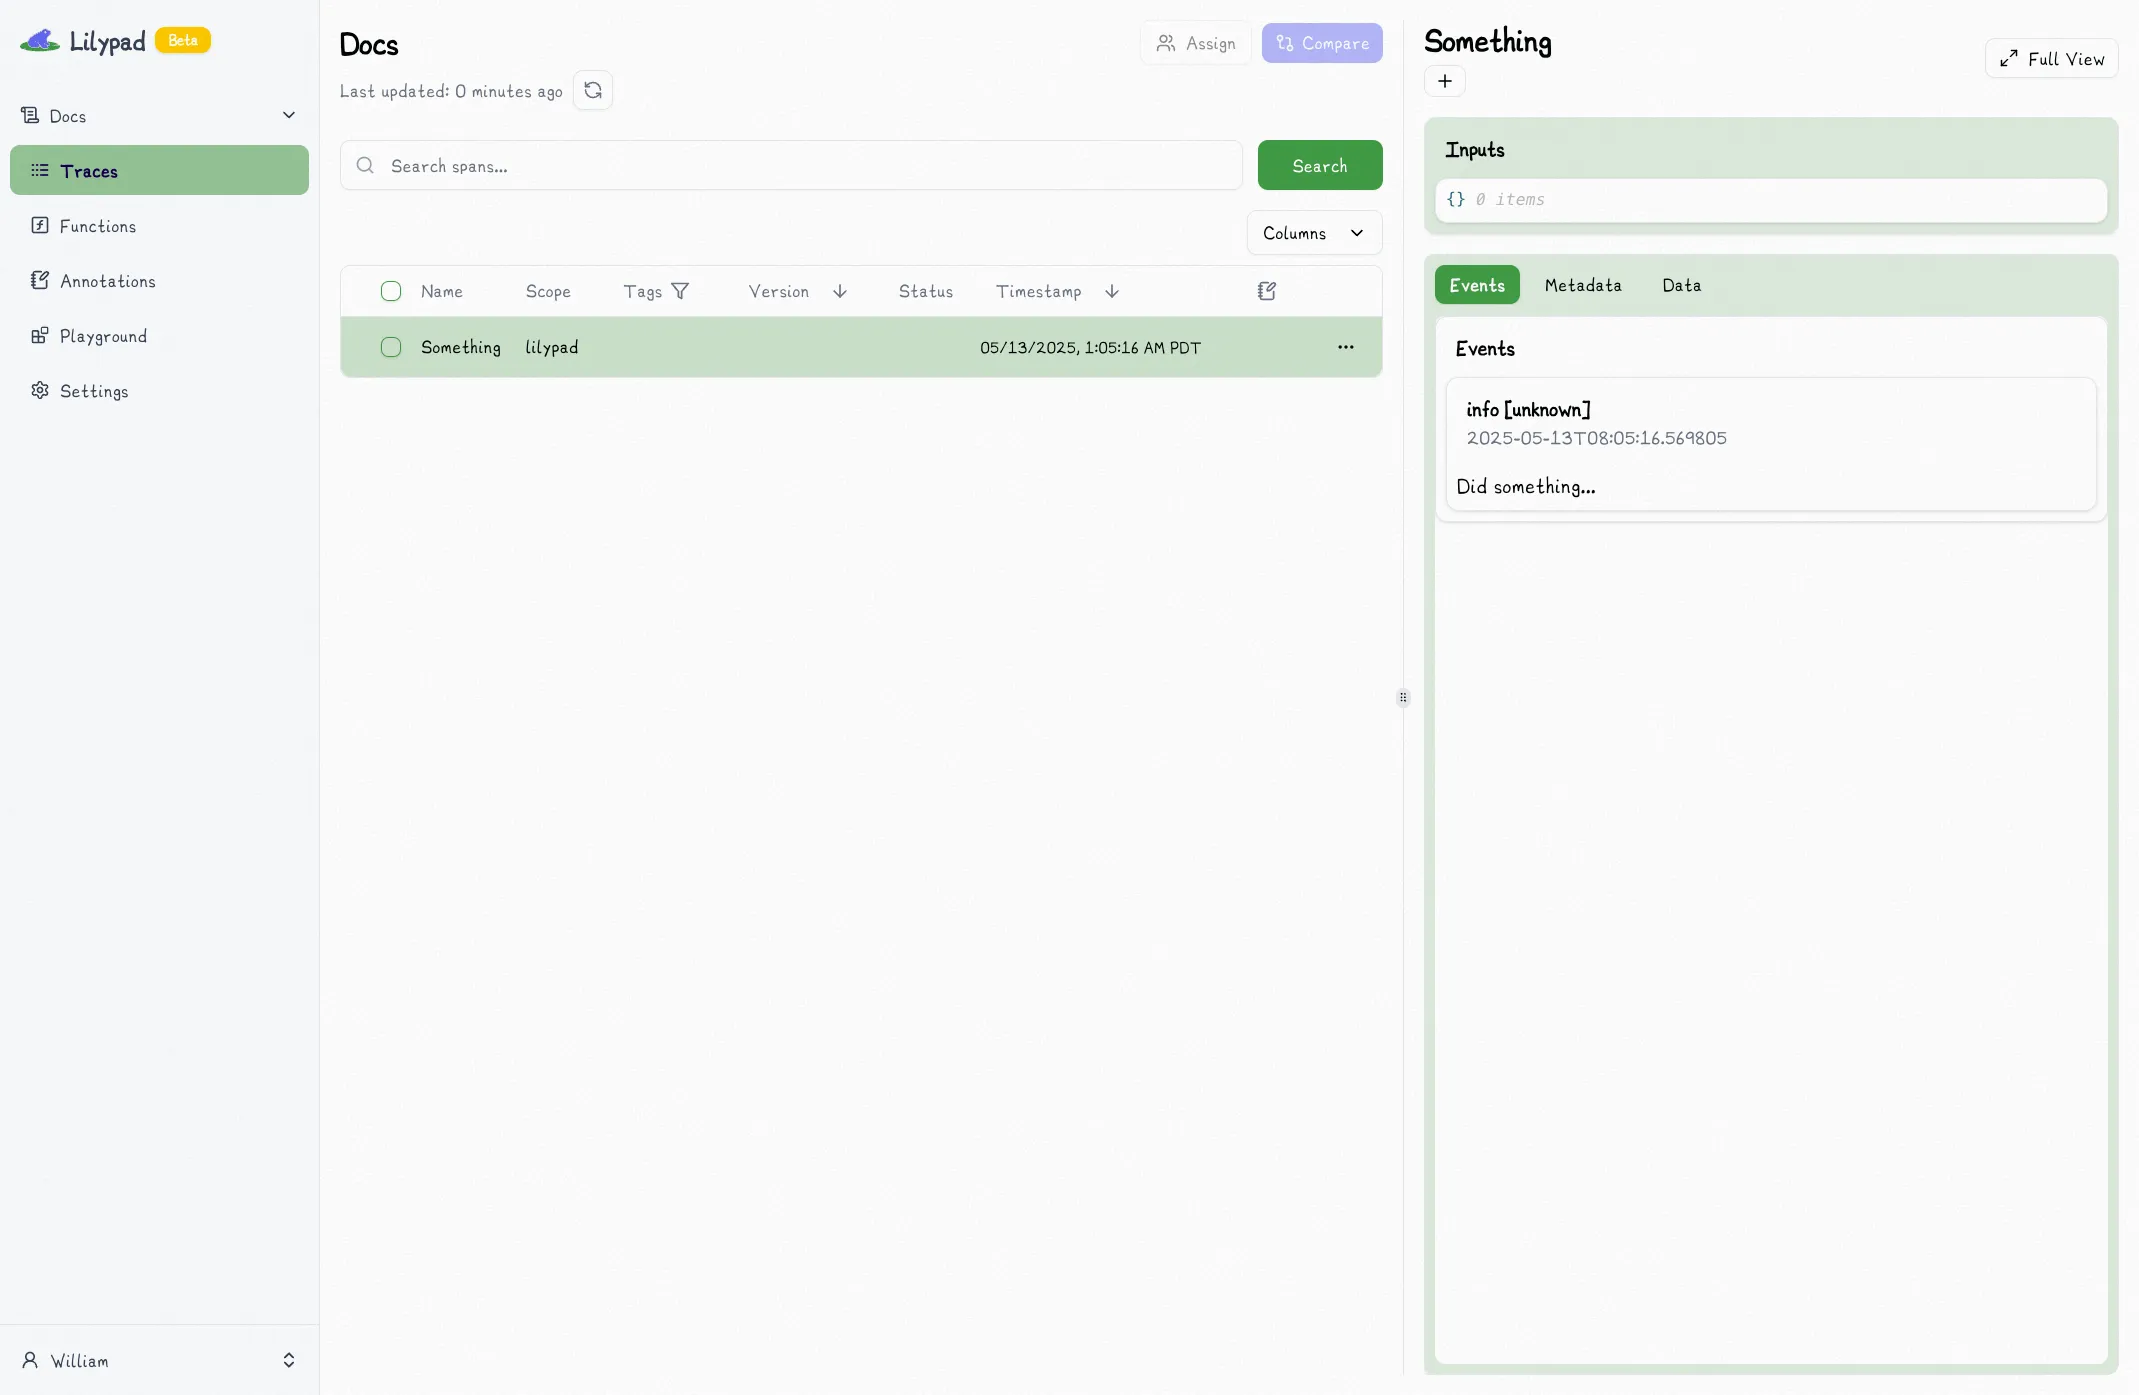 Lilypad Beta
Docs
Traces
Functions
Annotations
Playground
Settings
William
Docs
Assign
Compare
Last updated: 0 minutes ago
Search spans...
Search
Columns
Name Scope Tags Version Status Timestamp
Something lilypad 05/13/2025, 1:05:16 AM PDT
Something
Full View
Inputs
{} 0 items
Events Metadata Data
Events
info [unknown]
2025-05-13T08:05:16.569805
Did something...